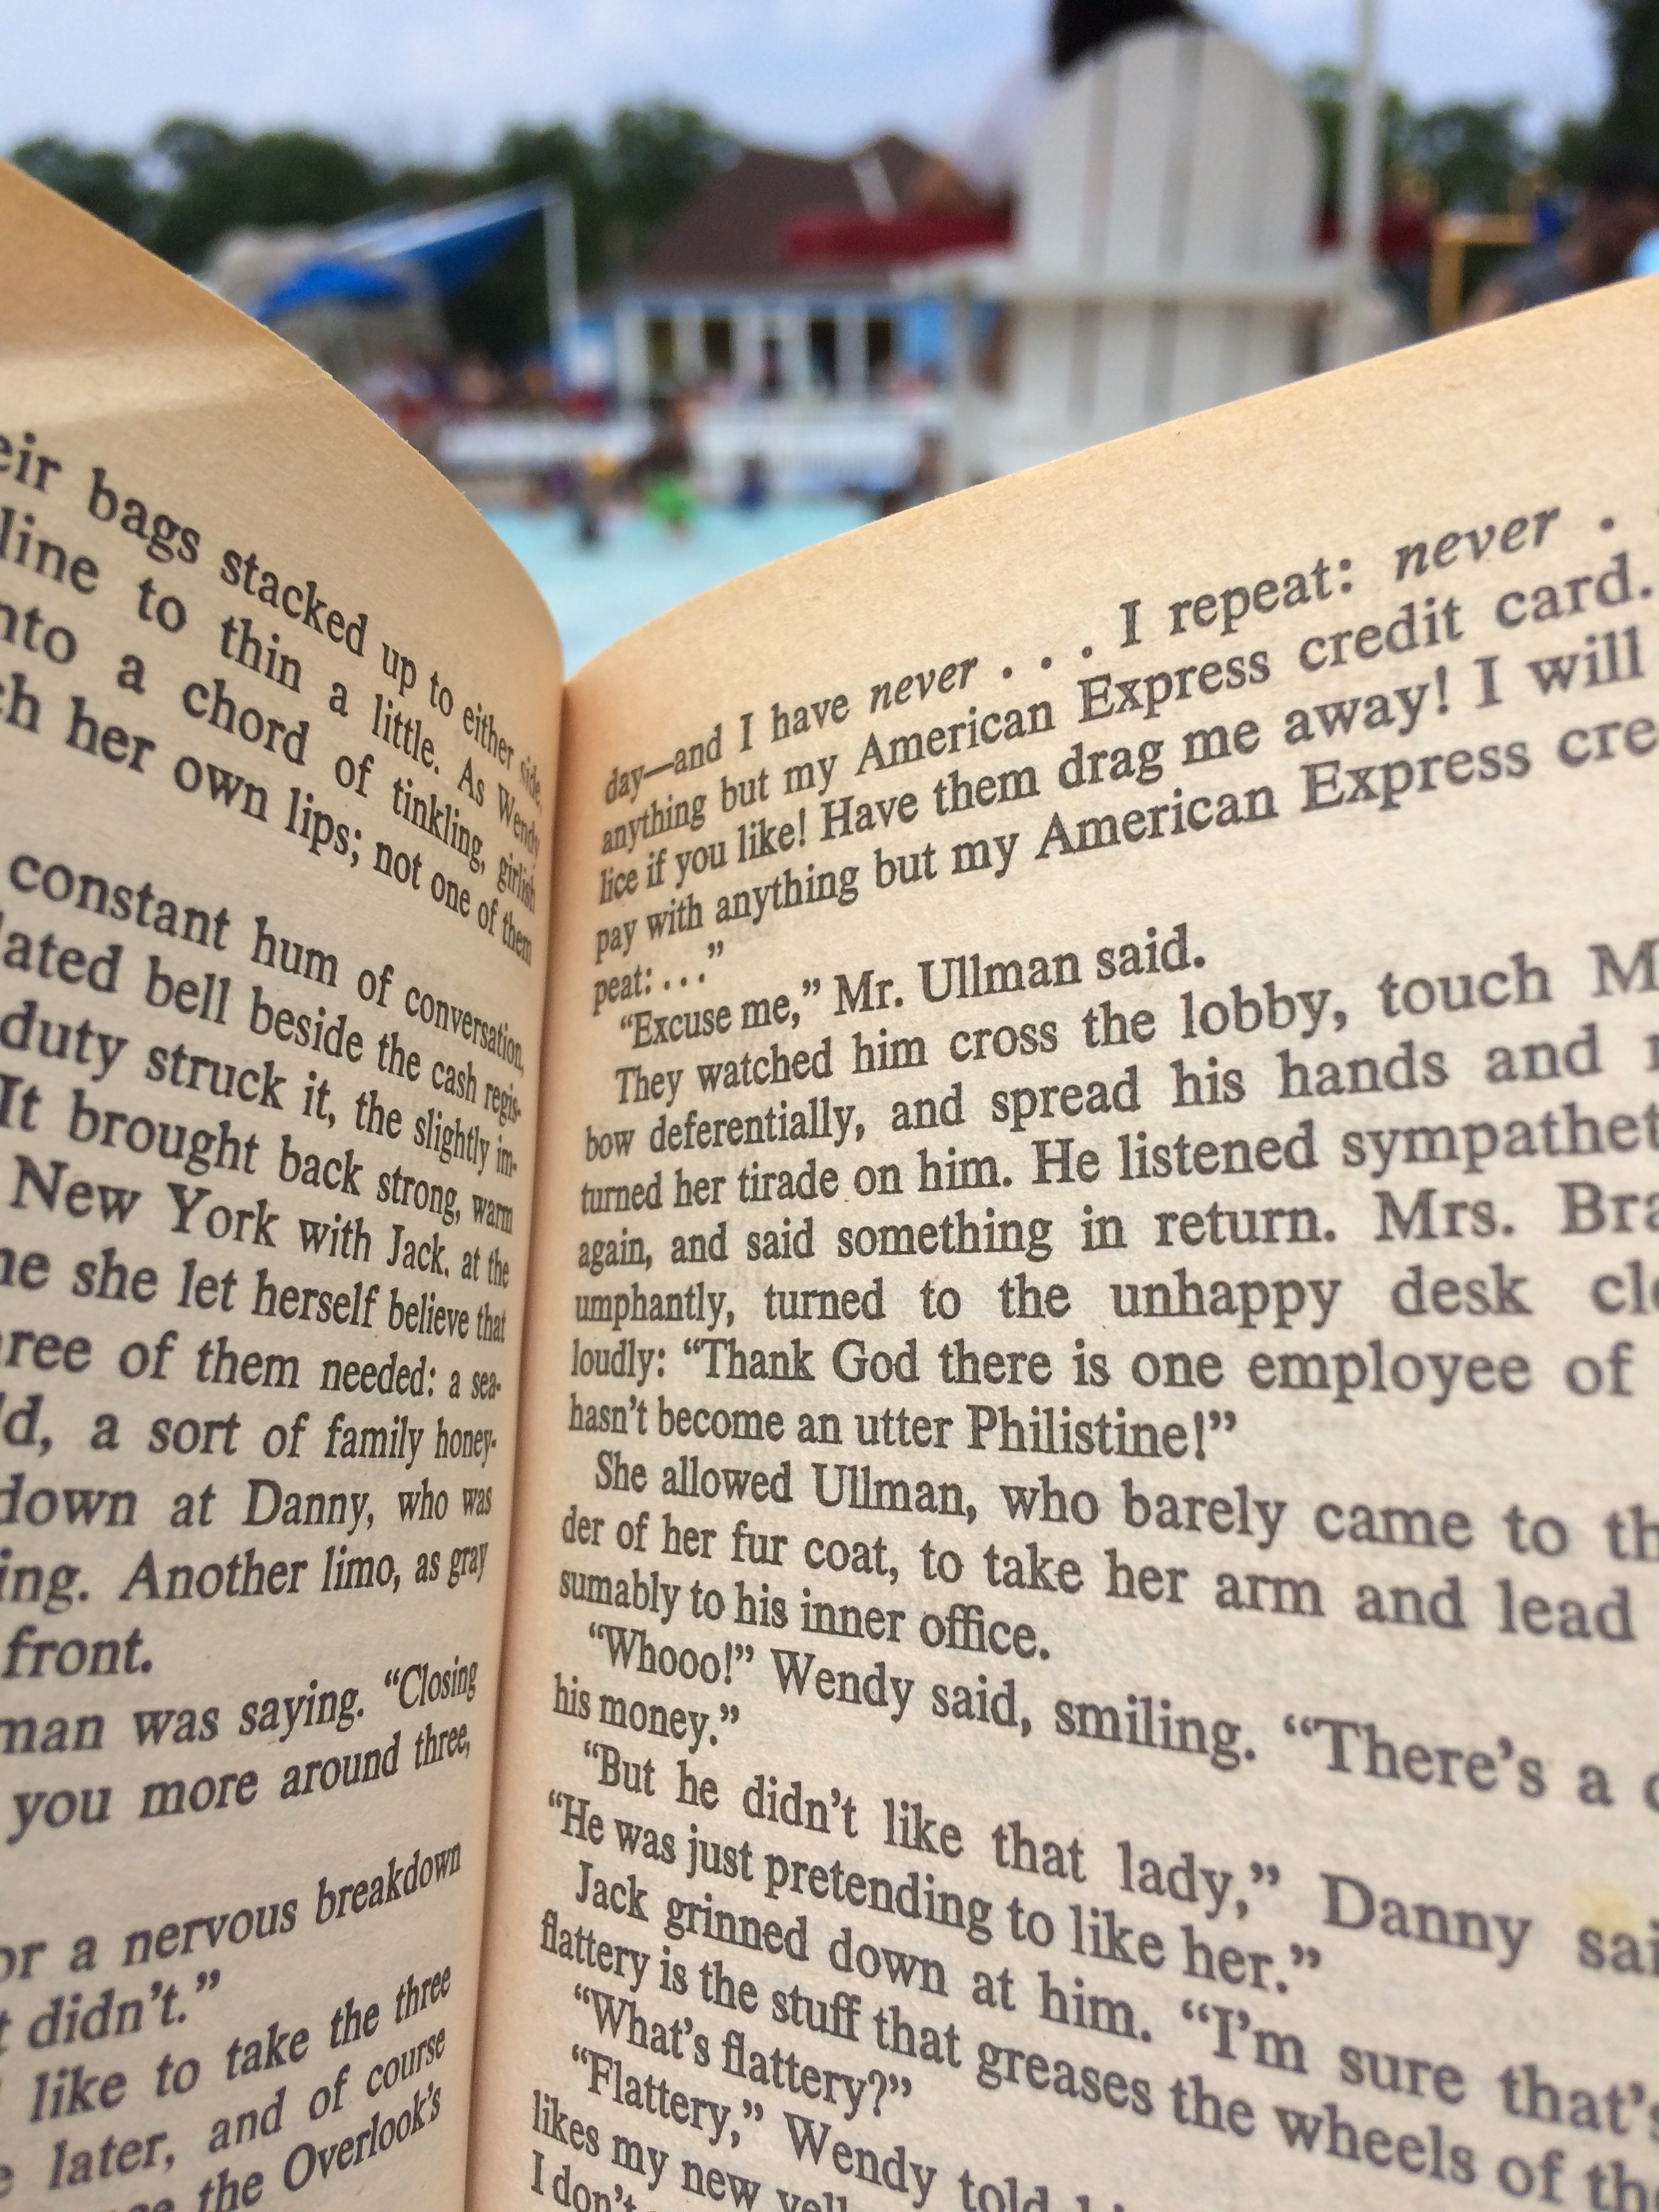 eir bags stacked up to either side.
line to thin a little. As Wendy
nto a chord of tinkling, girlish
ch her own lips; not one of them
constant hum of conversation,
lated bell beside the cash regis-
duty struck it, the slightly im-
It brought back strong, warm
New York with Jack, at the
ne she let herself believe that
ree of them needed: a sea-
ld, a sort of family honey-
down at Danny, who was
ing. Another limo, as gray
front.
man was saying. “Closing
you more around three,
or a nervous breakdown
t didn't.”
like to take the three
e later, and of course
the Overlook's
day—and I have never . . . I repeat: never .
anything but my American Express credit card.
lice if you like! Have them drag me away! I will
pay with anything but my American Express cre
peat: . . .”
“Excuse me,” Mr. Ullman said.
They watched him cross the lobby, touch M
bow deferentially, and spread his hands and
turned her tirade on him. He listened sympathet
again, and said something in return. Mrs. Bra
umphantly, turned to the unhappy desk cle
loudly: “Thank God there is one employee of
hasn't become an utter Philistine!”
She allowed Ullman, who barely came to th
der of her fur coat, to take her arm and lead
sumably to his inner office.
“Whooo!” Wendy said, smiling. “There's a
his money.”
“But he didn't like that lady,” Danny sai
“He was just pretending to like her.”
Jack grinned down at him. “I'm sure that's
flattery is the stuff that greases the wheels of the
“What's flattery?”
“Flattery,” Wendy told
likes my new yell
I don't